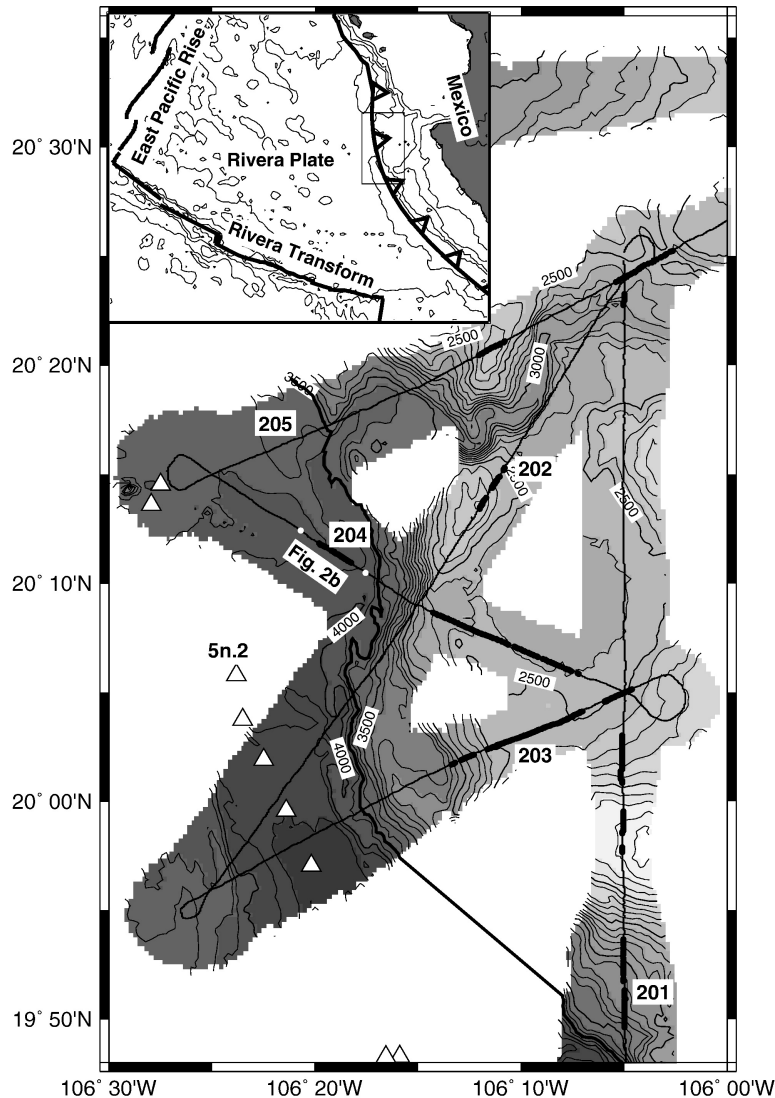 East Pacific Rise
Mexico
Rivera Plate
Rivera Transform
20° 30'N
2500
2500
3000
20° 20'N
3500
205
202
2500
204
Fig. 2b
20° 10'N
4000
5n.2
2500
3500
4000
203
20° 00'N
201
19° 50'N
106° 30'W
106° 20'W
106° 10'W
106° 00'W